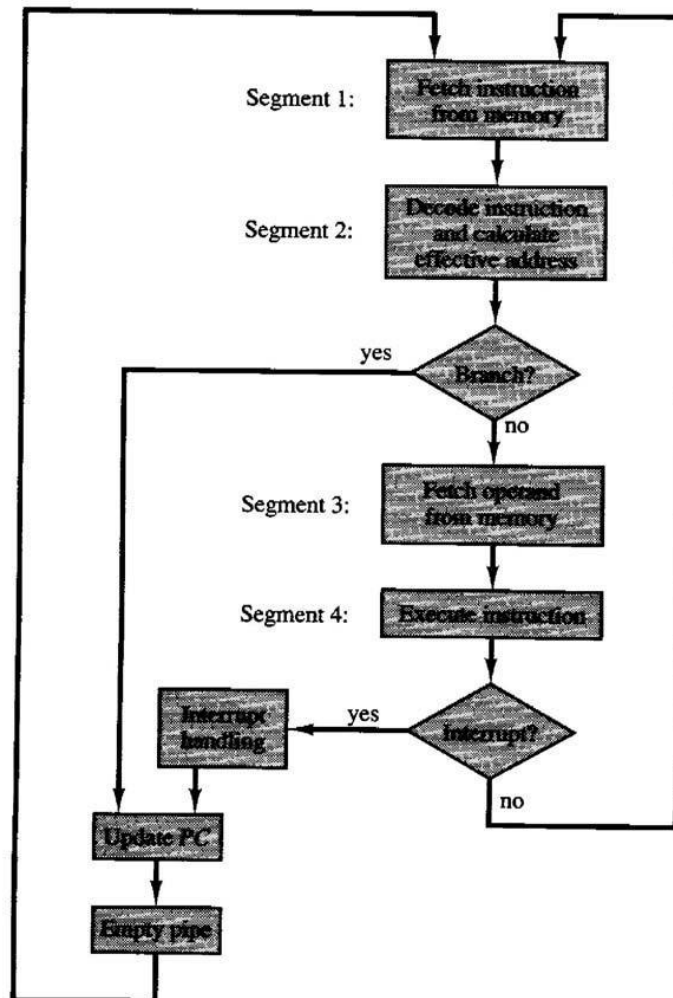 Segment 1:
Fetch instruction
from memory
Segment 2:
Decode instruction
and calculate
effective address
yes
Branch?
no
Segment 3:
Fetch operand
from memory
Segment 4:
Execute instruction
Interrupt
handling
yes
Interrupt?
no
Update PC
Empty pipe